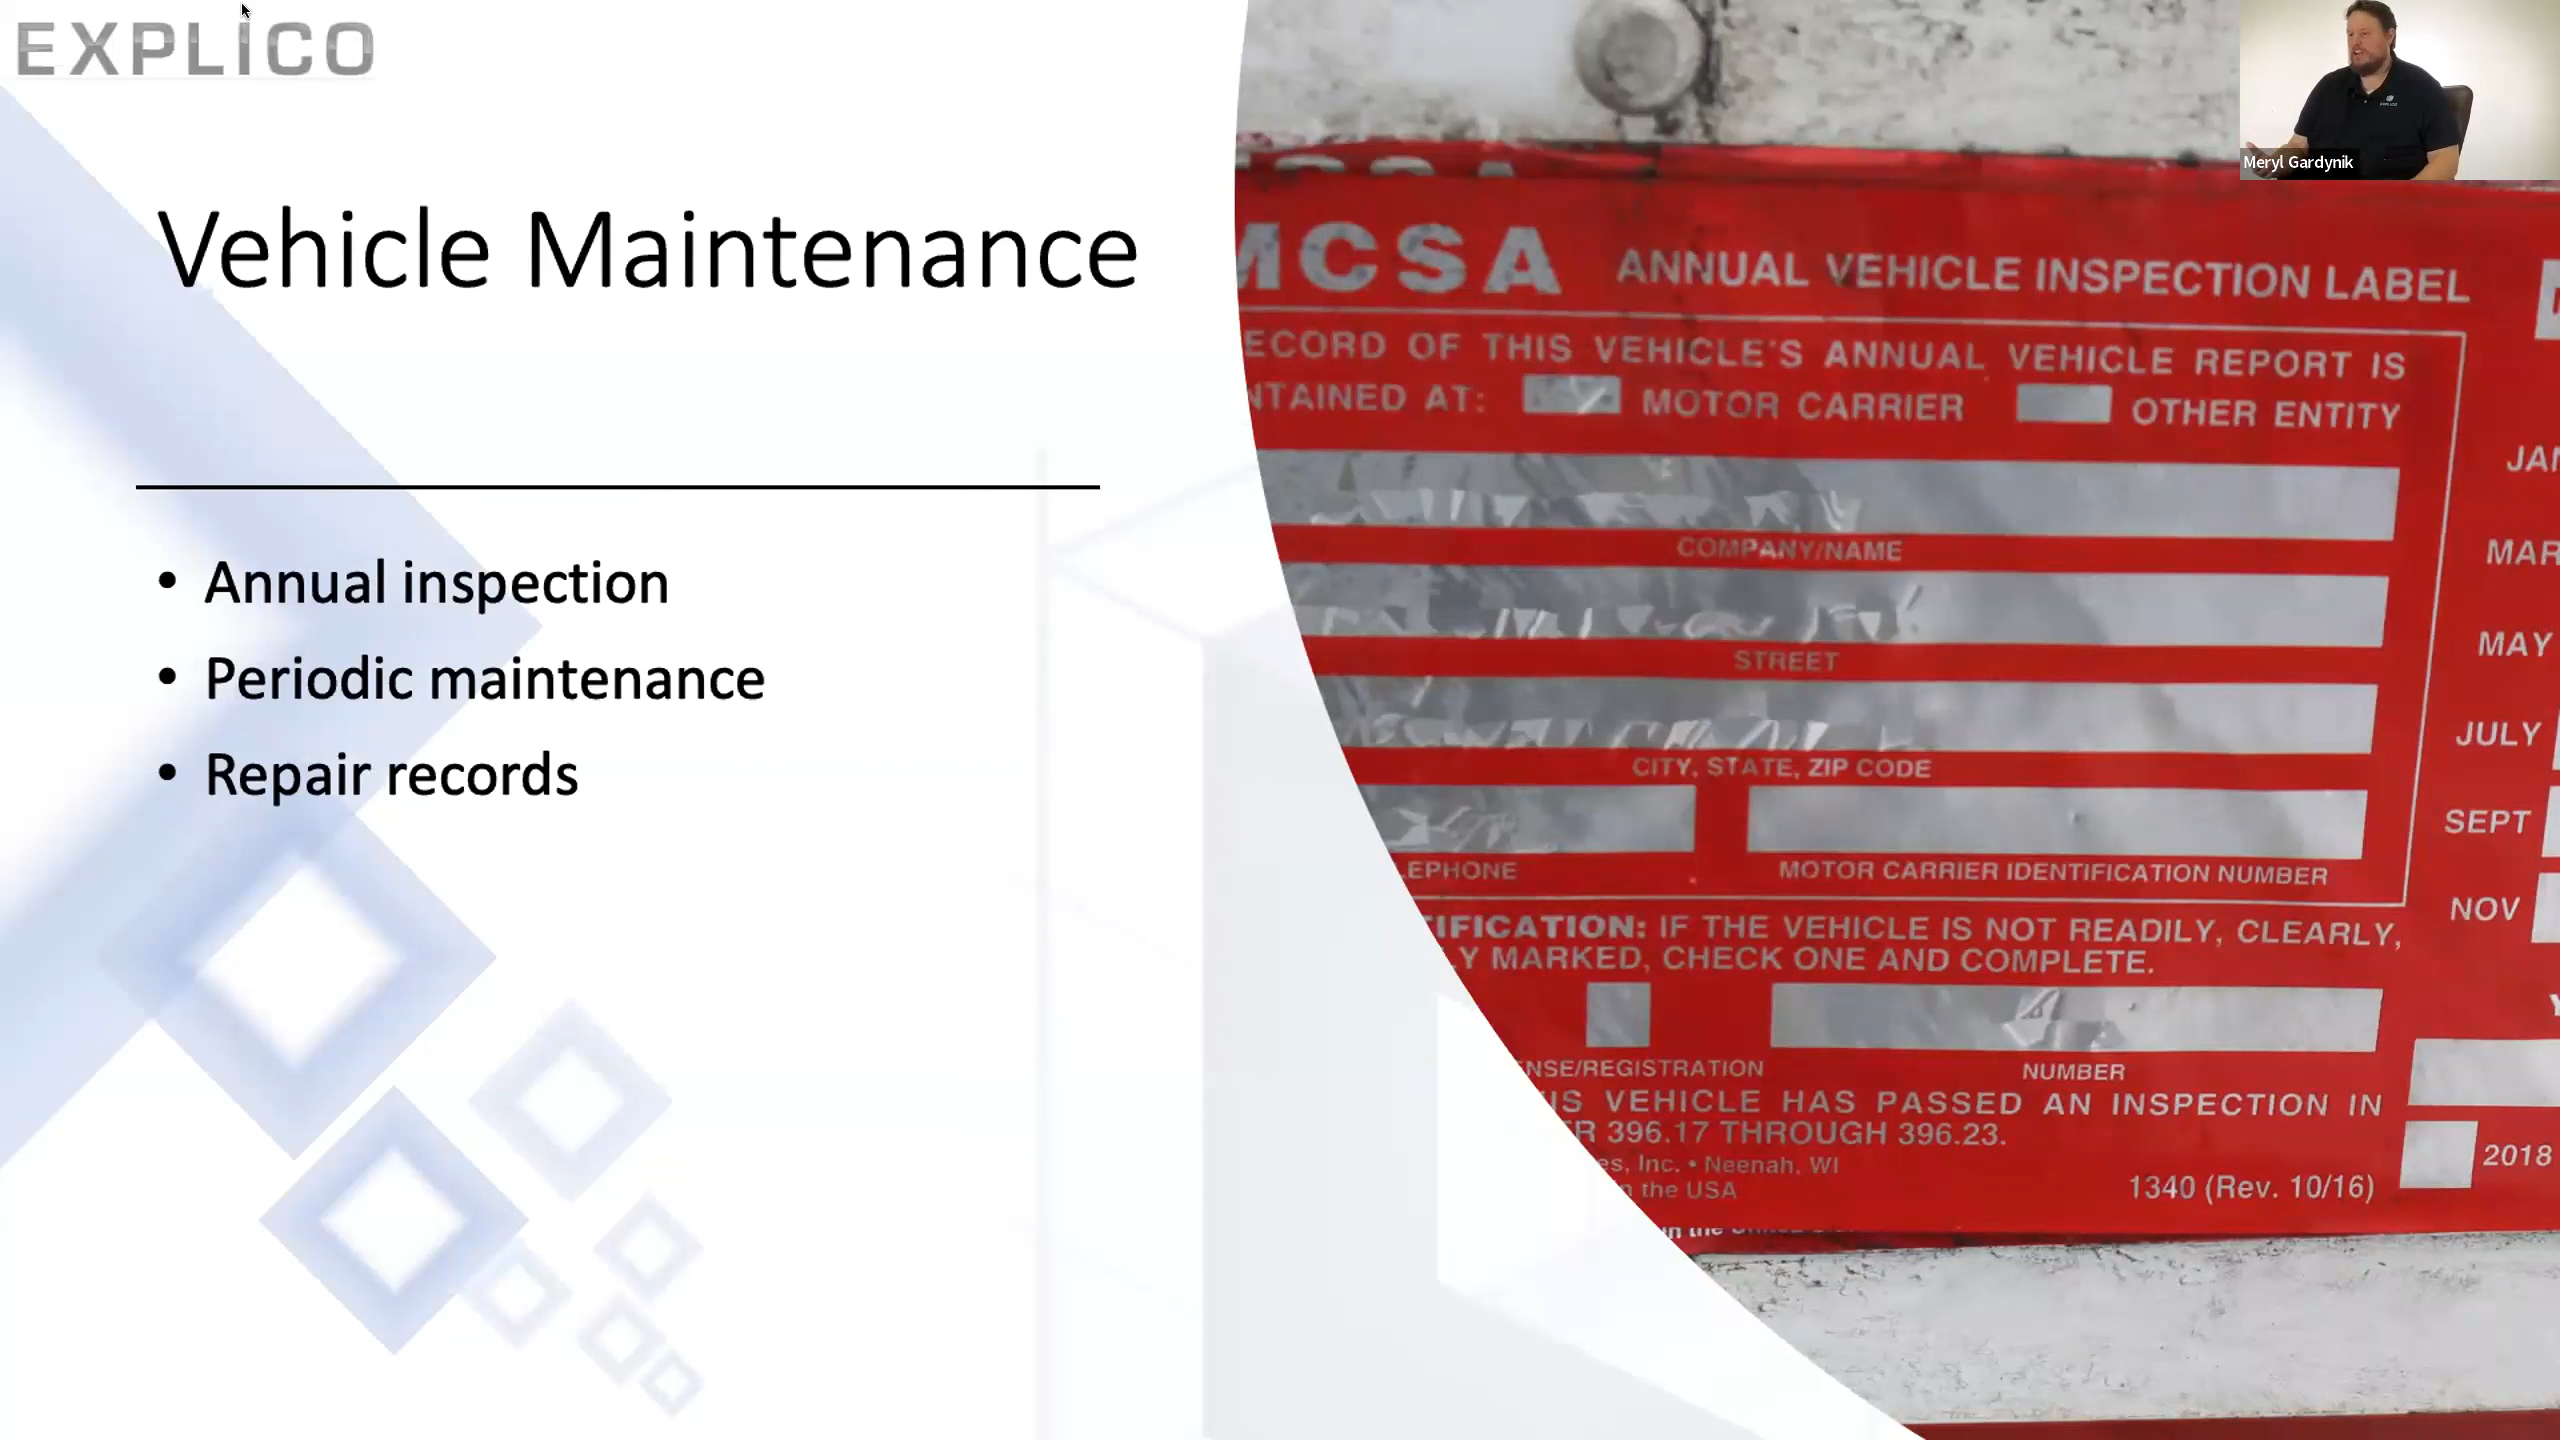 EXPLICO
Vehicle Maintenance
• Annual inspection
• Periodic maintenance
• Repair records
Meryl Gardynik
MCSA ANNUAL VEHICLE INSPECTION LABEL
ECORD OF THIS VEHICLE'S ANNUAL VEHICLE REPORT IS
NTAINED AT: MOTOR CARRIER OTHER ENTITY
COMPANY/NAME
STREET
CITY, STATE, ZIP CODE
LEPHONE MOTOR CARRIER IDENTIFICATION NUMBER
IFICATION: IF THE VEHICLE IS NOT READILY, CLEARLY,
LY MARKED, CHECK ONE AND COMPLETE.
NSE/REGISTRATION NUMBER
IS VEHICLE HAS PASSED AN INSPECTION IN
R 396.17 THROUGH 396.23.
es, Inc. • Neenah, WI
in the USA
1340 (Rev. 10/16)
JAN
MAR
MAY
JULY
SEPT
NOV
2018